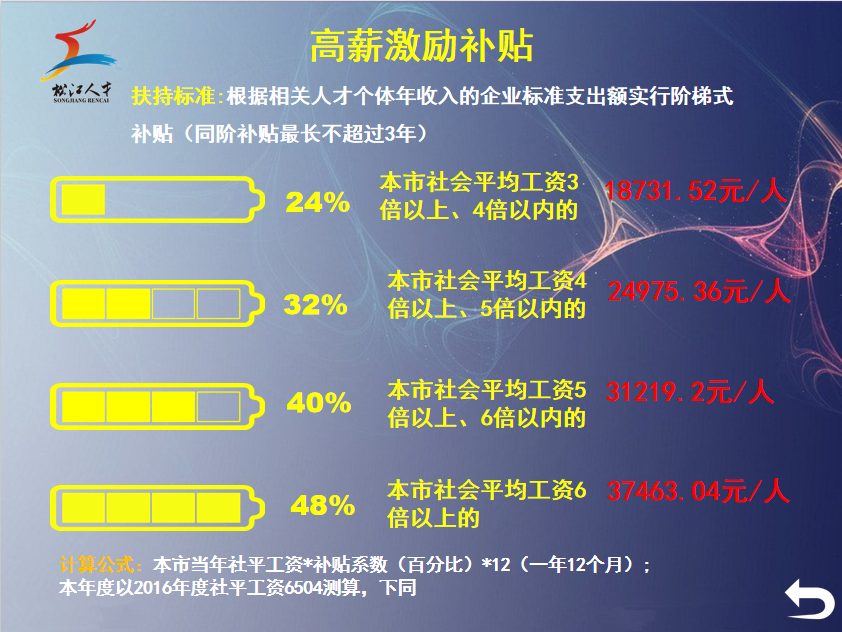 高薪激励补贴
松江人才
SONGJIANG RENCAI
扶持标准:根据相关人才个体年收入的企业标准支出额实行阶梯式
补贴（同阶补贴最长不超过3年）
24%
本市社会平均工资3
倍以上、4倍以内的
18731.52元/人
32%
本市社会平均工资4
倍以上、5倍以内的
24975.36元/人
40%
本市社会平均工资5
倍以上、6倍以内的
31219.2元/人
48%
本市社会平均工资6
倍以上的
37463.04元/人
计算公式：本市当年社平工资*补贴系数（百分比）*12（一年12个月）;
本年度以2016年度社平工资6504测算，下同